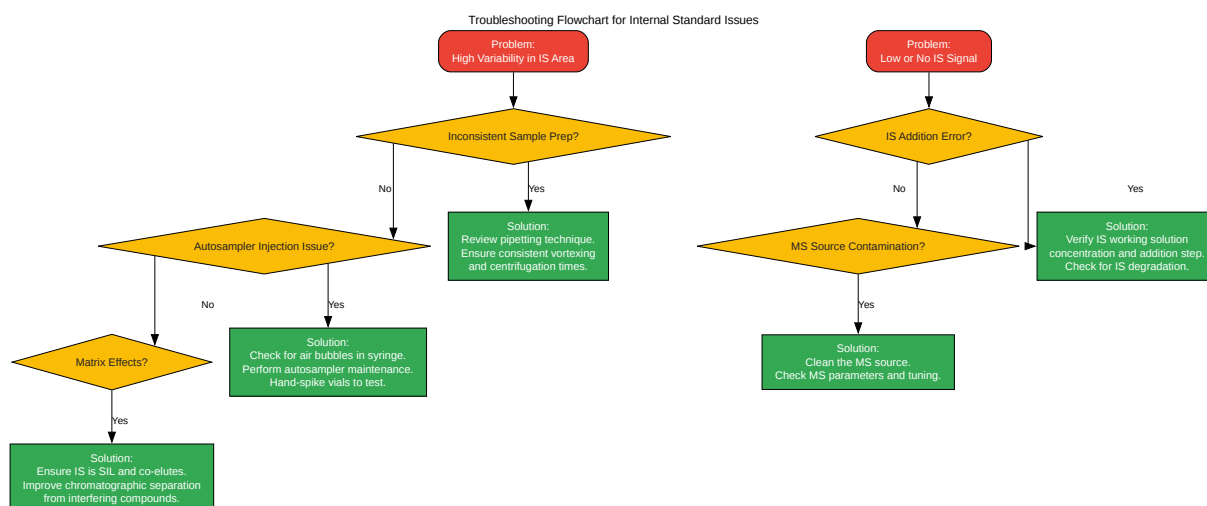 Troubleshooting Flowchart for Internal Standard Issues
Problem:
High Variability in IS Area
Problem:
Low or No IS Signal
Inconsistent Sample Prep?
IS Addition Error?
No
Yes
No
Yes
Solution:
Review pipetting technique.
Ensure consistent vortexing
and centrifugation times.
Solution:
Verify IS working solution
concentration and addition step.
Check for IS degradation.
Autosampler Injection Issue?
MS Source Contamination?
No
Yes
Yes
Solution:
Check for air bubbles in syringe.
Perform autosampler maintenance.
Hand-spike vials to test.
Solution:
Clean the MS source.
Check MS parameters and tuning.
Matrix Effects?
Yes
Solution:
Ensure IS is SIL and co-elutes.
Improve chromatographic separation
from interfering compounds.